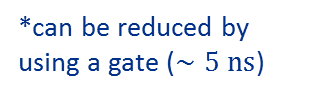 *can be reduced by
using a gate (~ 5 ns)